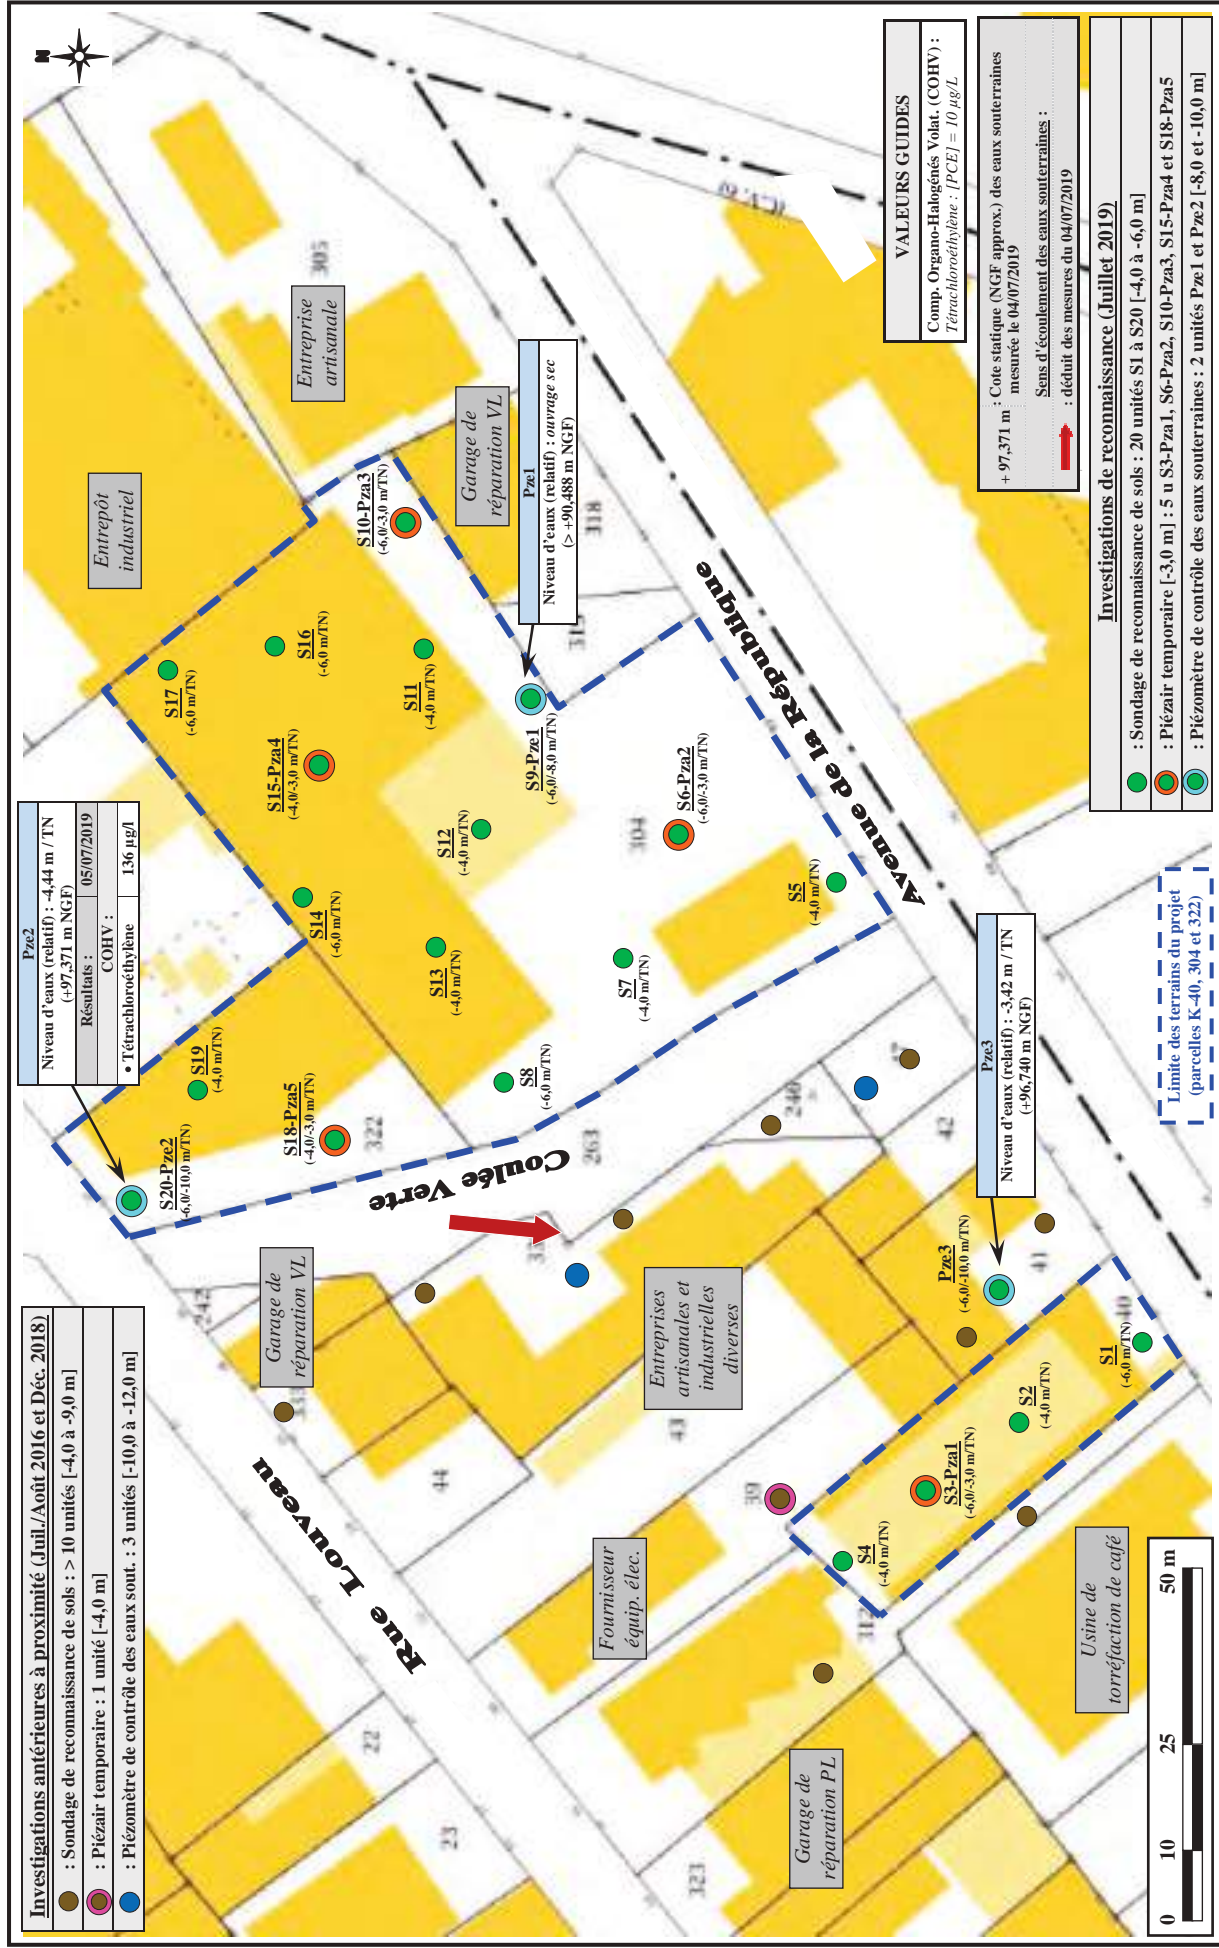 Investigations antérieures à proximité (Juil./Août 2016 et Déc. 2018)
: Sondage de reconnaissance de sols : > 10 unités [-4,0 à -9,0 m]
: Piézair temporaire : 1 unité [-4,0 m]
: Piézomètre de contrôle des eaux sout. : 3 unités [-10,0 à -12,0 m]
Pze2
Niveau d'eaux (relatif) : -4,44 m / TN
(+97,371 m NGF)
Résultats : 05/07/2019
COHV :
• Tétrachloroéthylène 136 µg/l
N
Entrepôt
industriel
Entreprise
artisanale
305
Garage de
réparation VL
318
Pze1
Niveau d'eaux (relatif) : ouvrage sec
(> +90,488 m NGF)
S17
(-6,0 m/TN)
S16
(-6,0 m/TN)
S10-Pza3
(-6,0/-3,0 m/TN)
S15-Pza4
(-4,0/-3,0 m/TN)
S11
(-4,0 m/TN)
S9-Pze1
(-6,0/-8,0 m/TN)
S12
(-4,0 m/TN)
S14
(-6,0 m/TN)
S13
(-4,0 m/TN)
304
S6-Pza2
(-6,0/-3,0 m/TN)
S5
(-4,0 m/TN)
S7
(-4,0 m/TN)
S8
(-6,0 m/TN)
S19
(-4,0 m/TN)
S18-Pza5
(-4,0/-3,0 m/TN)
322
S20-Pze2
(-6,0/-10,0 m/TN)
Coulée Verte
263
240
47
42
41
40
242
Garage de
réparation VL
Rue Louveau
Avenue de la République
(C.V. 6)
44
43
39
312
22
23
323
Entreprises
artisanales et
industrielles
diverses
Fournisseur
équip. élec.
Garage de
réparation PL
Usine de
torréfaction de café
Pze3
Niveau d'eaux (relatif) : -3,42 m / TN
(+96,740 m NGF)
Pze3
(-6,0/-10,0 m/TN)
S1
(-6,0 m/TN)
S2
(-4,0 m/TN)
S3-Pza1
(-6,0/-3,0 m/TN)
S4
(-4,0 m/TN)
0 10 25 50 m
Limite des terrains du projet
(parcelles K-40, 304 et 322)
VALEURS GUIDES
Comp. Organo-Halogénés Volat. (COHV) :
Tétrachloroéthylène : [PCE] = 10 µg/L
+ 97,371 m : Cote statique (NGF approx.) des eaux souterraines
mesurée le 04/07/2019
Sens d'écoulement des eaux souterraines :
: déduit des mesures du 04/07/2019
Investigations de reconnaissance (Juillet 2019)
: Sondage de reconnaissance de sols : 20 unités S1 à S20 [-4,0 à -6,0 m]
: Piézair temporaire [-3,0 m] : 5 u S3-Pza1, S6-Pza2, S10-Pza3, S15-Pza4 et S18-Pza5
: Piézomètre de contrôle des eaux souterraines : 2 unités Pze1 et Pze2 [-8,0 et -10,0 m]